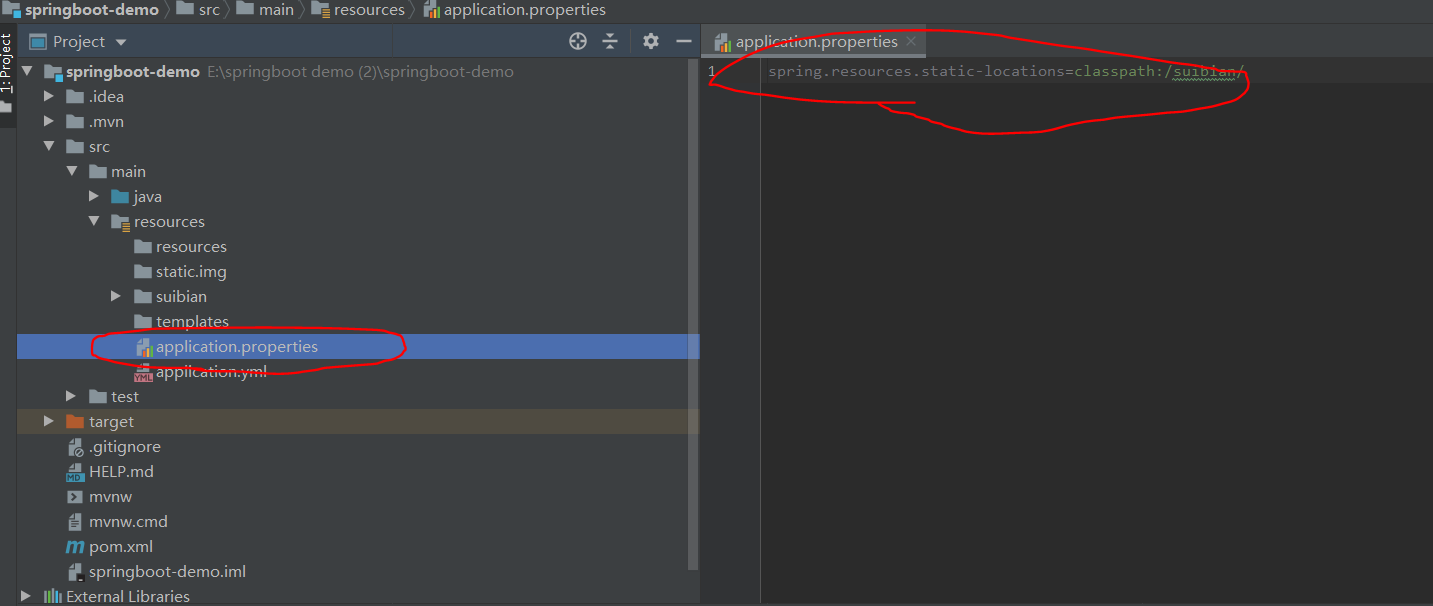 springboot-demo src main resources application.properties
1: Project
Project
application.properties
springboot-demo E:\springboot demo (2)\springboot-demo
1 spring.resources.static-locations=classpath:/suibian/
.idea
.mvn
src
main
java
resources
resources
static.img
suibian
templates
application.properties
application.yml
test
target
.gitignore
HELP.md
mvnw
mvnw.cmd
pom.xml
springboot-demo.iml
External Libraries